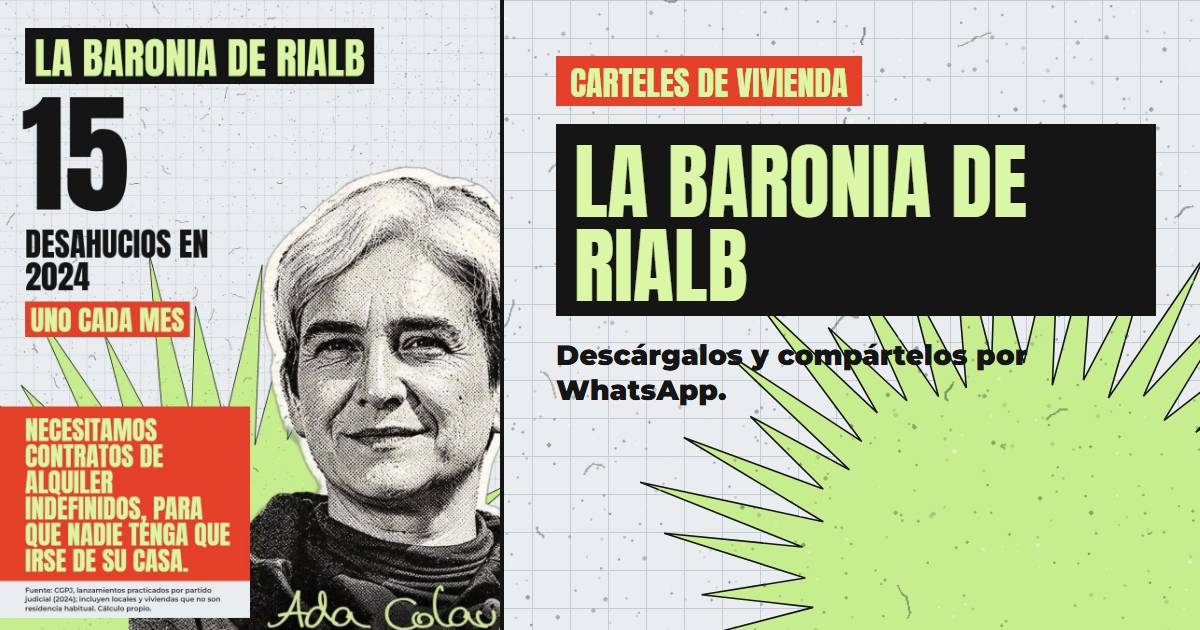 LA BARONIA DE RIALB
15
DESAHUCIOS EN
2024
UNO CADA MES
NECESITAMOS
CONTRATOS DE
ALQUILER
INDEFINIDOS, PARA
QUE NADIE TENGA QUE
IRSE DE SU CASA.
Fuente: CGPJ, lanzamientos practicados por partido
judicial (2024); incluyen locales y viviendas que no son
residencia habitual. Cálculo propio.
Ada Colau
CARTELES DE VIVIENDA
LA BARONIA DE
RIALB
Descárgalos y compártelos por
WhatsApp.